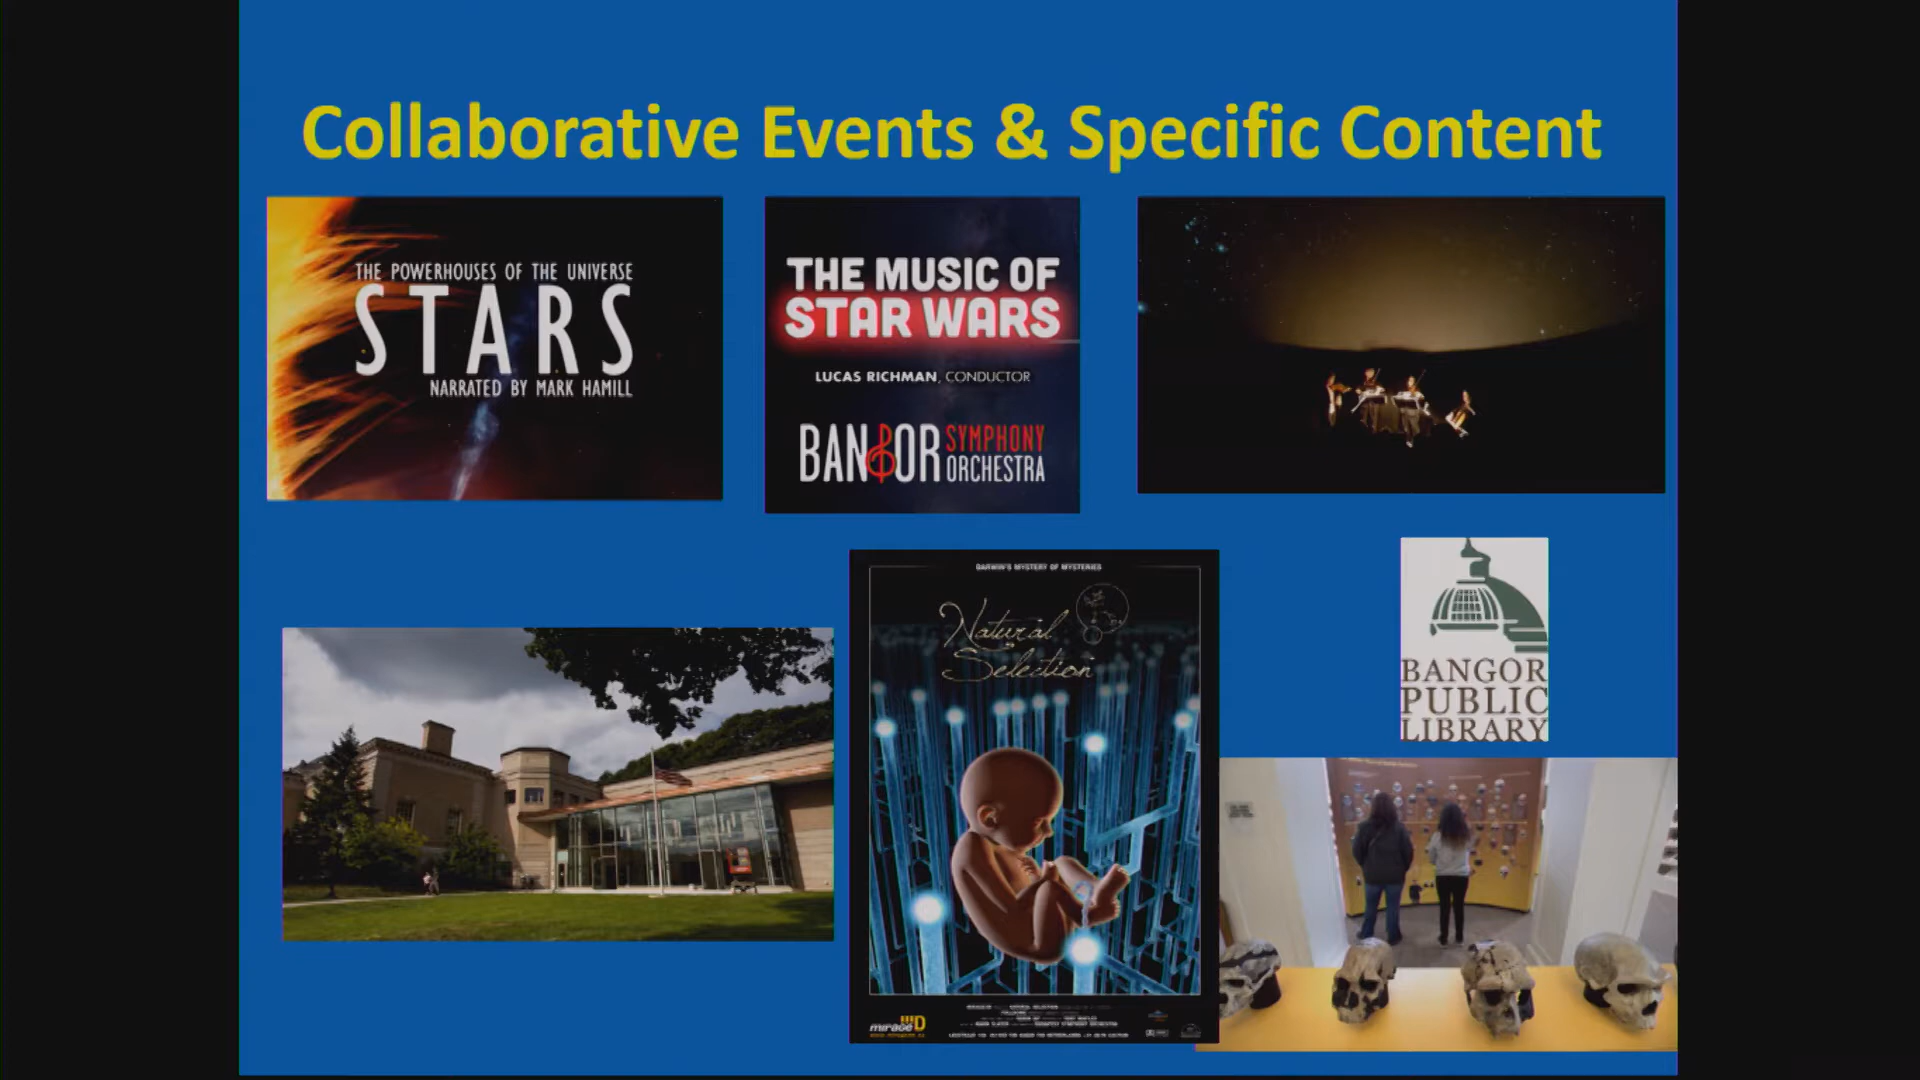 Collaborative Events & Specific Content
THE POWERHOUSES OF THE UNIVERSE
STARS
NARRATED BY MARK HAMILL
THE MUSIC OF
STAR WARS
LUCAS RICHMAN, CONDUCTOR
BANGOR SYMPHONY
ORCHESTRA
DARWIN'S MYSTERY OF MYSTERIES
Natural
Selection
mirage3D
BANGOR
PUBLIC
LIBRARY